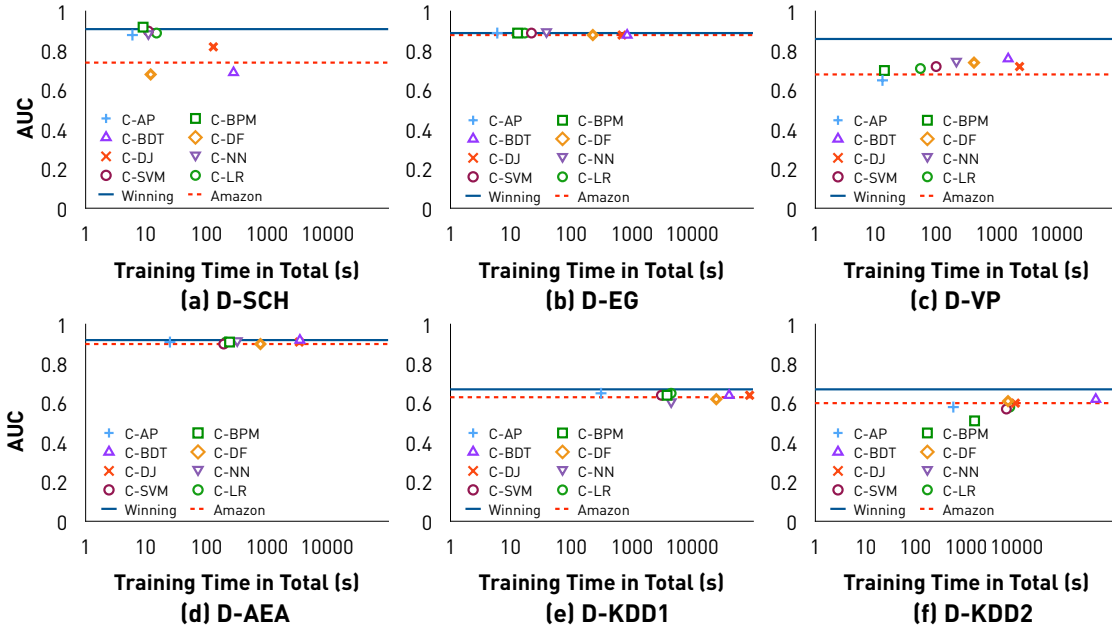 AUC
1
0.8
0.6
0.4
0.2
0
C-AP C-BPM
C-BDT C-DF
C-DJ C-NN
C-SVM C-LR
Winning Amazon
1 10 100 1000 10000
Training Time in Total (s)
(a) D-SCH
1
0.8
0.6
0.4
0.2
0
C-AP C-BPM
C-BDT C-DF
C-DJ C-NN
C-SVM C-LR
Winning Amazon
1 10 100 1000 10000
Training Time in Total (s)
(b) D-EG
1
0.8
0.6
0.4
0.2
0
C-AP C-BPM
C-BDT C-DF
C-DJ C-NN
C-SVM C-LR
Winning Amazon
1 10 100 1000 10000
Training Time in Total (s)
(c) D-VP
AUC
1
0.8
0.6
0.4
0.2
0
C-AP C-BPM
C-BDT C-DF
C-DJ C-NN
C-SVM C-LR
Winning Amazon
1 10 100 1000 10000
Training Time in Total (s)
(d) D-AEA
1
0.8
0.6
0.4
0.2
0
C-AP C-BPM
C-BDT C-DF
C-DJ C-NN
C-SVM C-LR
Winning Amazon
1 10 100 1000 10000
Training Time in Total (s)
(e) D-KDD1
1
0.8
0.6
0.4
0.2
0
C-AP C-BPM
C-BDT C-DF
C-DJ C-NN
C-SVM C-LR
Winning Amazon
1 10 100 1000 10000
Training Time in Total (s)
(f) D-KDD2